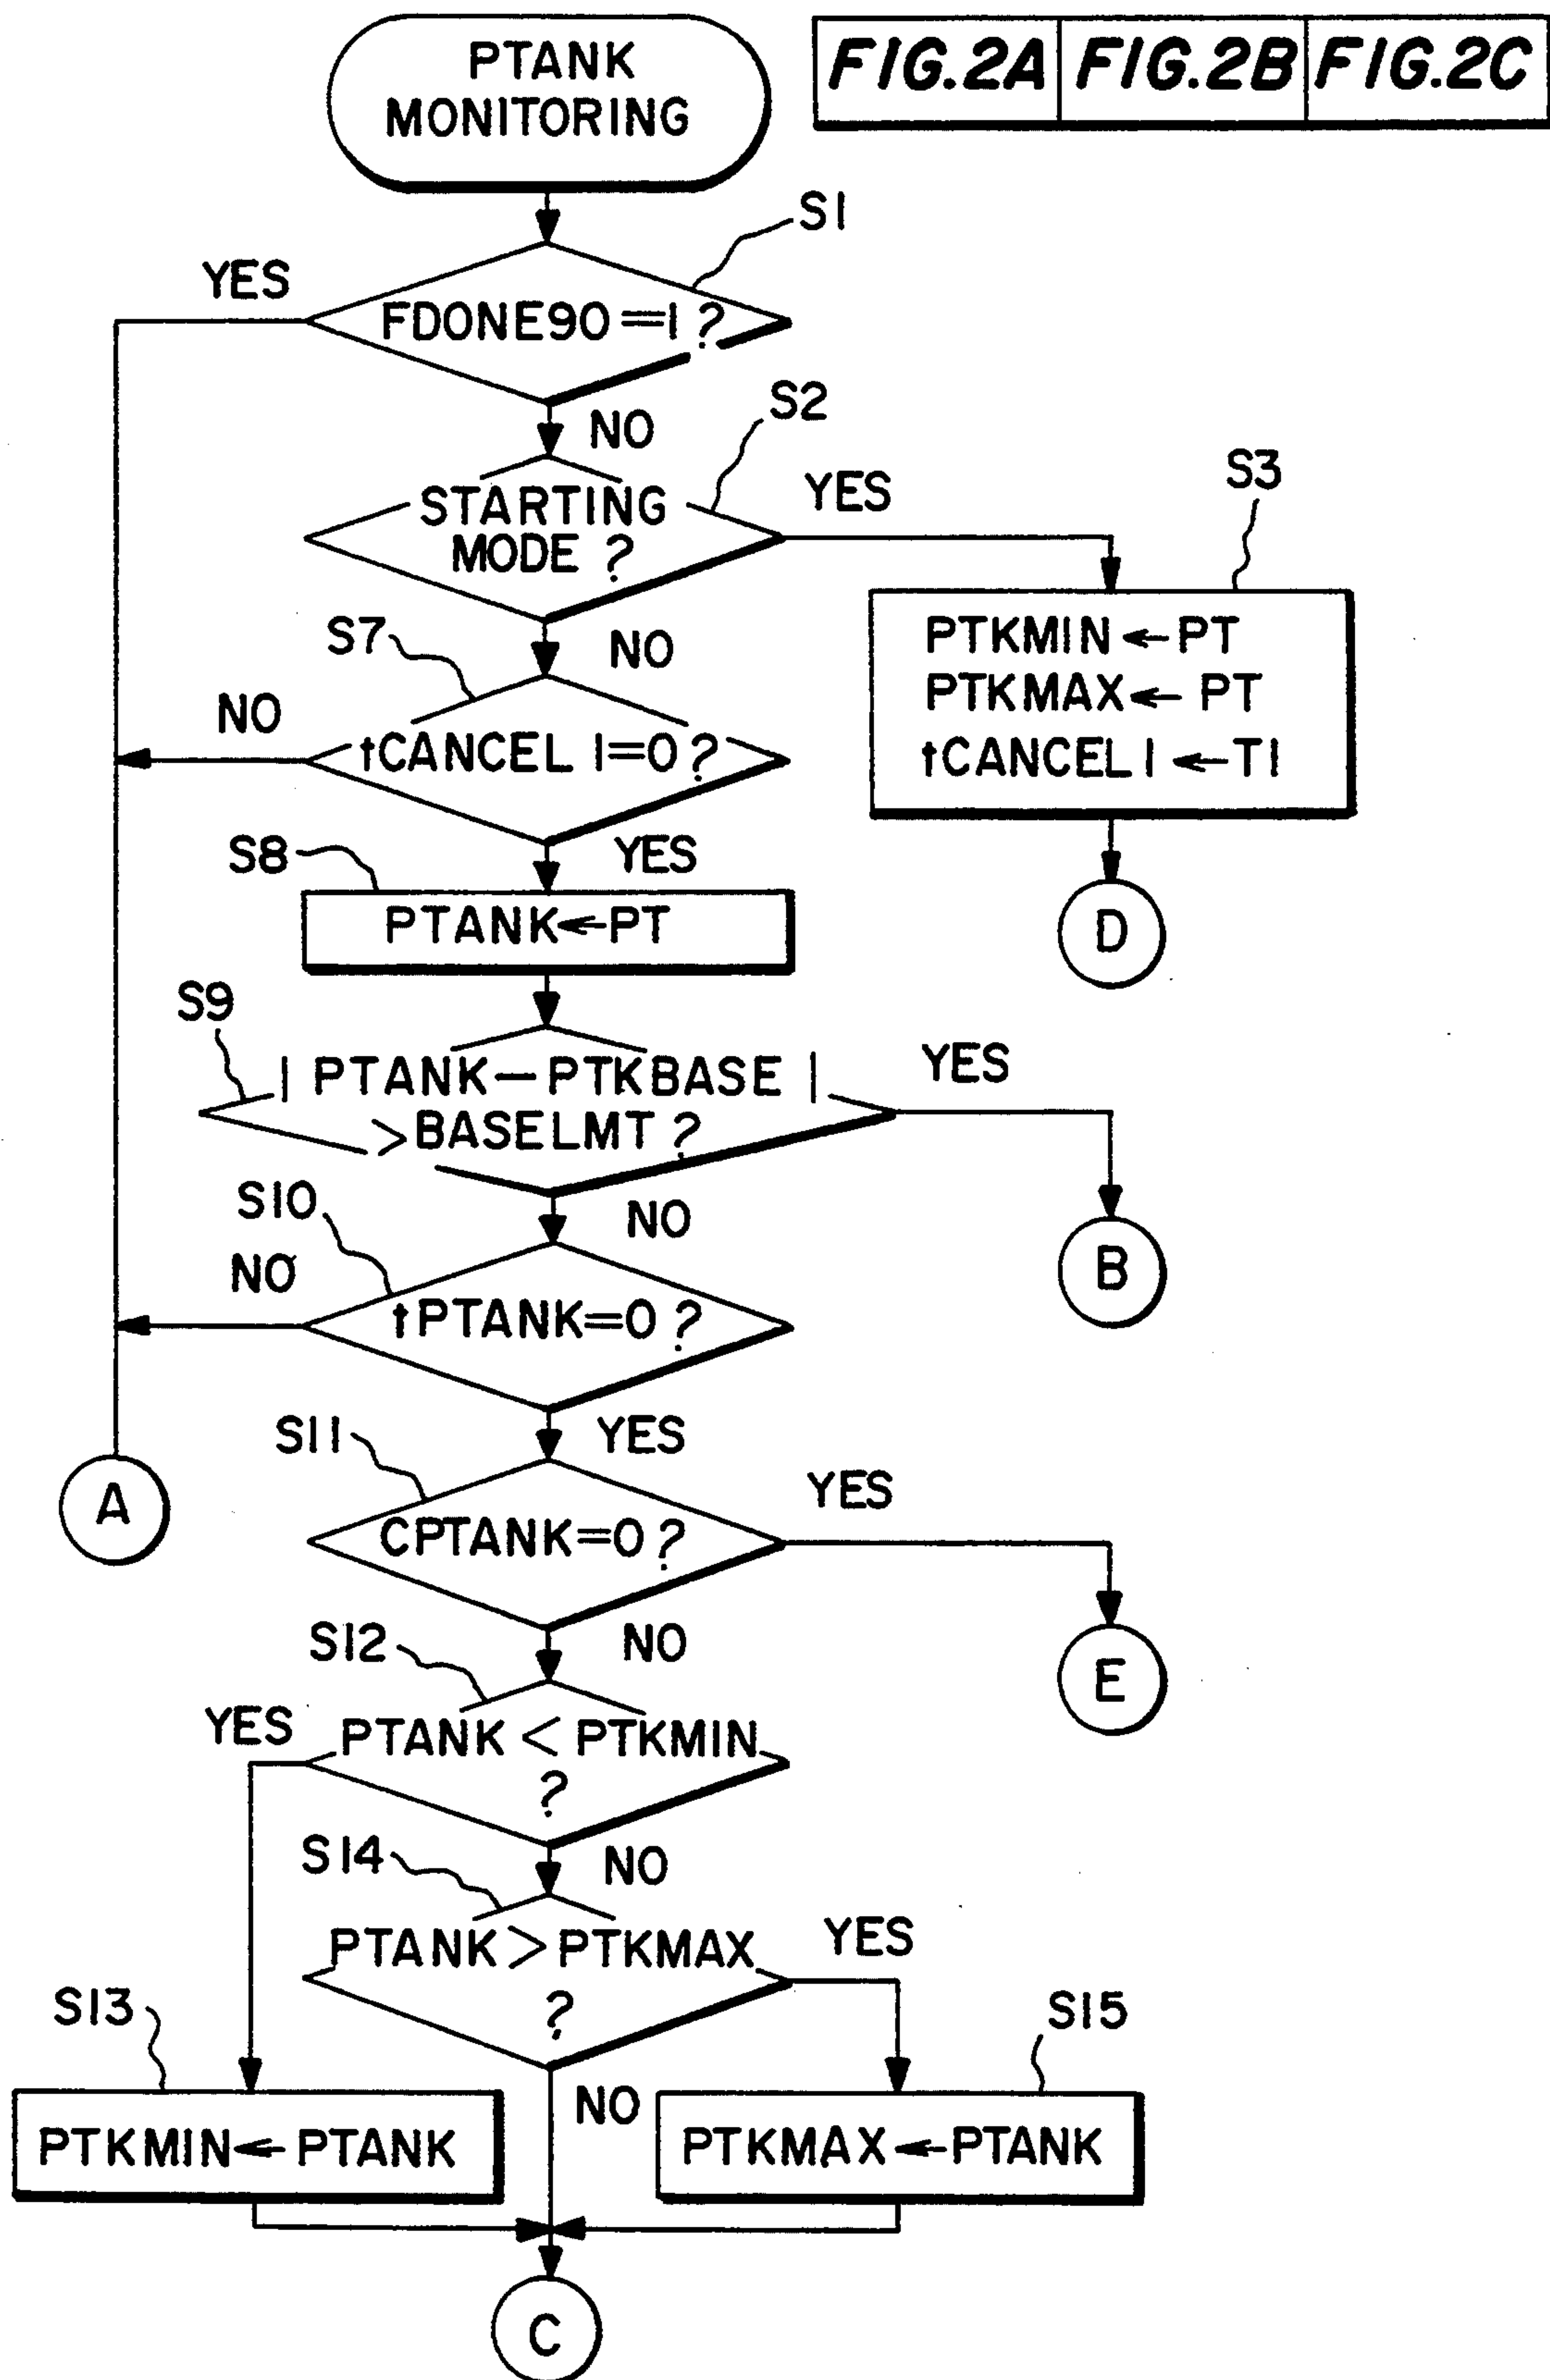 PTANK
MONITORING
FIG.2A FIG.2B FIG.2C
S1
YES
FDONE90=1?
NO
S2
STARTING
MODE ?
YES
S3
PTKMIN←PT
PTKMAX←PT
tCANCEL1←T1
D
S7
NO
NO
tCANCEL 1=0?
S8
YES
PTANK←PT
S9
| PTANK-PTKBASE |
>BASELMT ?
YES
B
S10
NO
NO
tPTANK=0 ?
S11
YES
A
CPTANK=0 ?
YES
E
S12
NO
YES
PTANK < PTKMIN
?
S14
NO
PTANK > PTKMAX
?
YES
S13
S15
PTKMIN←PTANK
NO
PTKMAX←PTANK
C